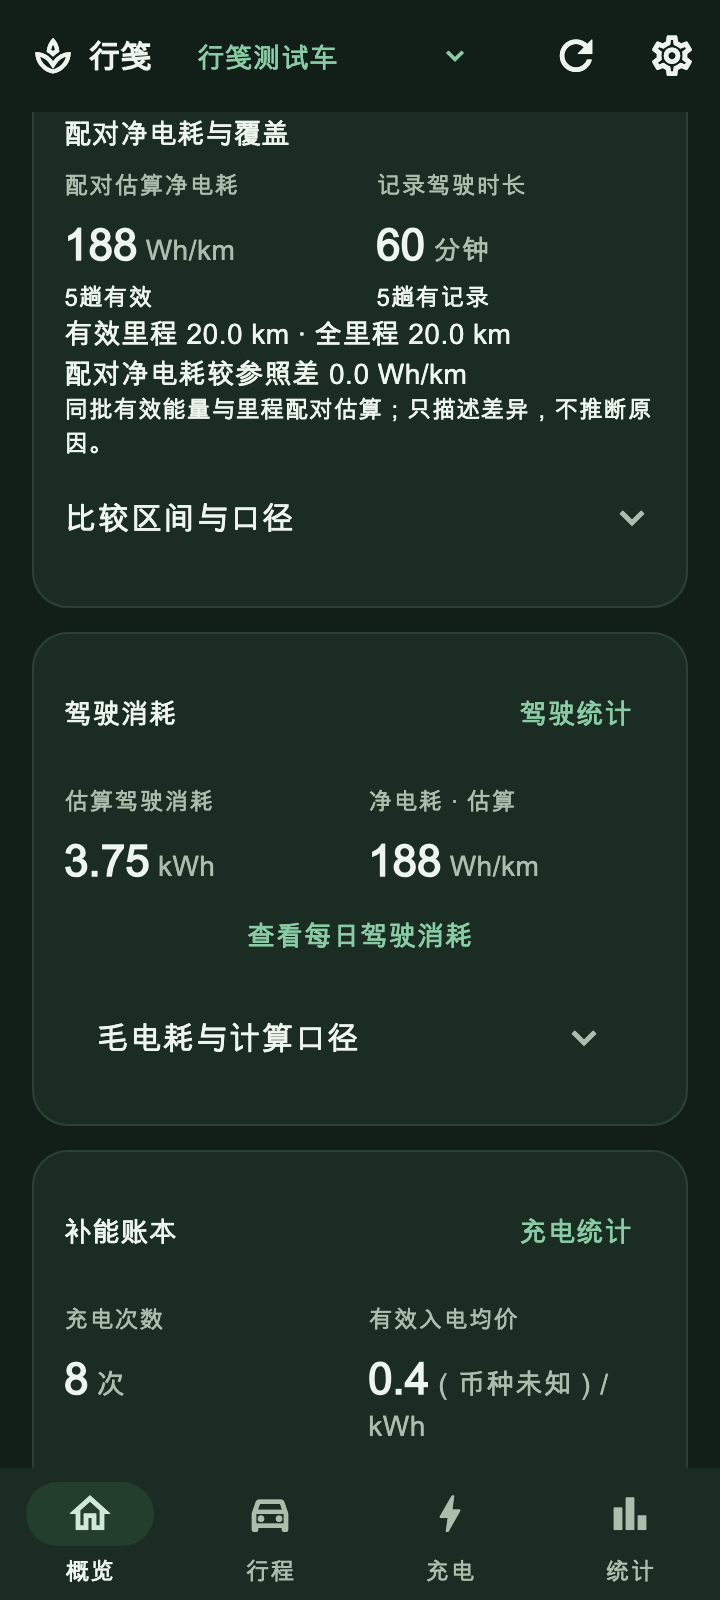 行笺 行笺测试车
配对净电耗与覆盖
配对估算净电耗 记录驾驶时长
188 Wh/km 60 分钟
5趟有效 5趟有记录
有效里程 20.0 km · 全里程 20.0 km
配对净电耗较参照差 0.0 Wh/km
同批有效能量与里程配对估算；只描述差异，不推断原
因。
比较区间与口径
驾驶消耗 驾驶统计
估算驾驶消耗 净电耗 · 估算
3.75 kWh 188 Wh/km
查看每日驾驶消耗
毛电耗与计算口径
补能账本 充电统计
充电次数 有效入电均价
8 次 0.4（币种未知）/
kWh
概览 行程 充电 统计